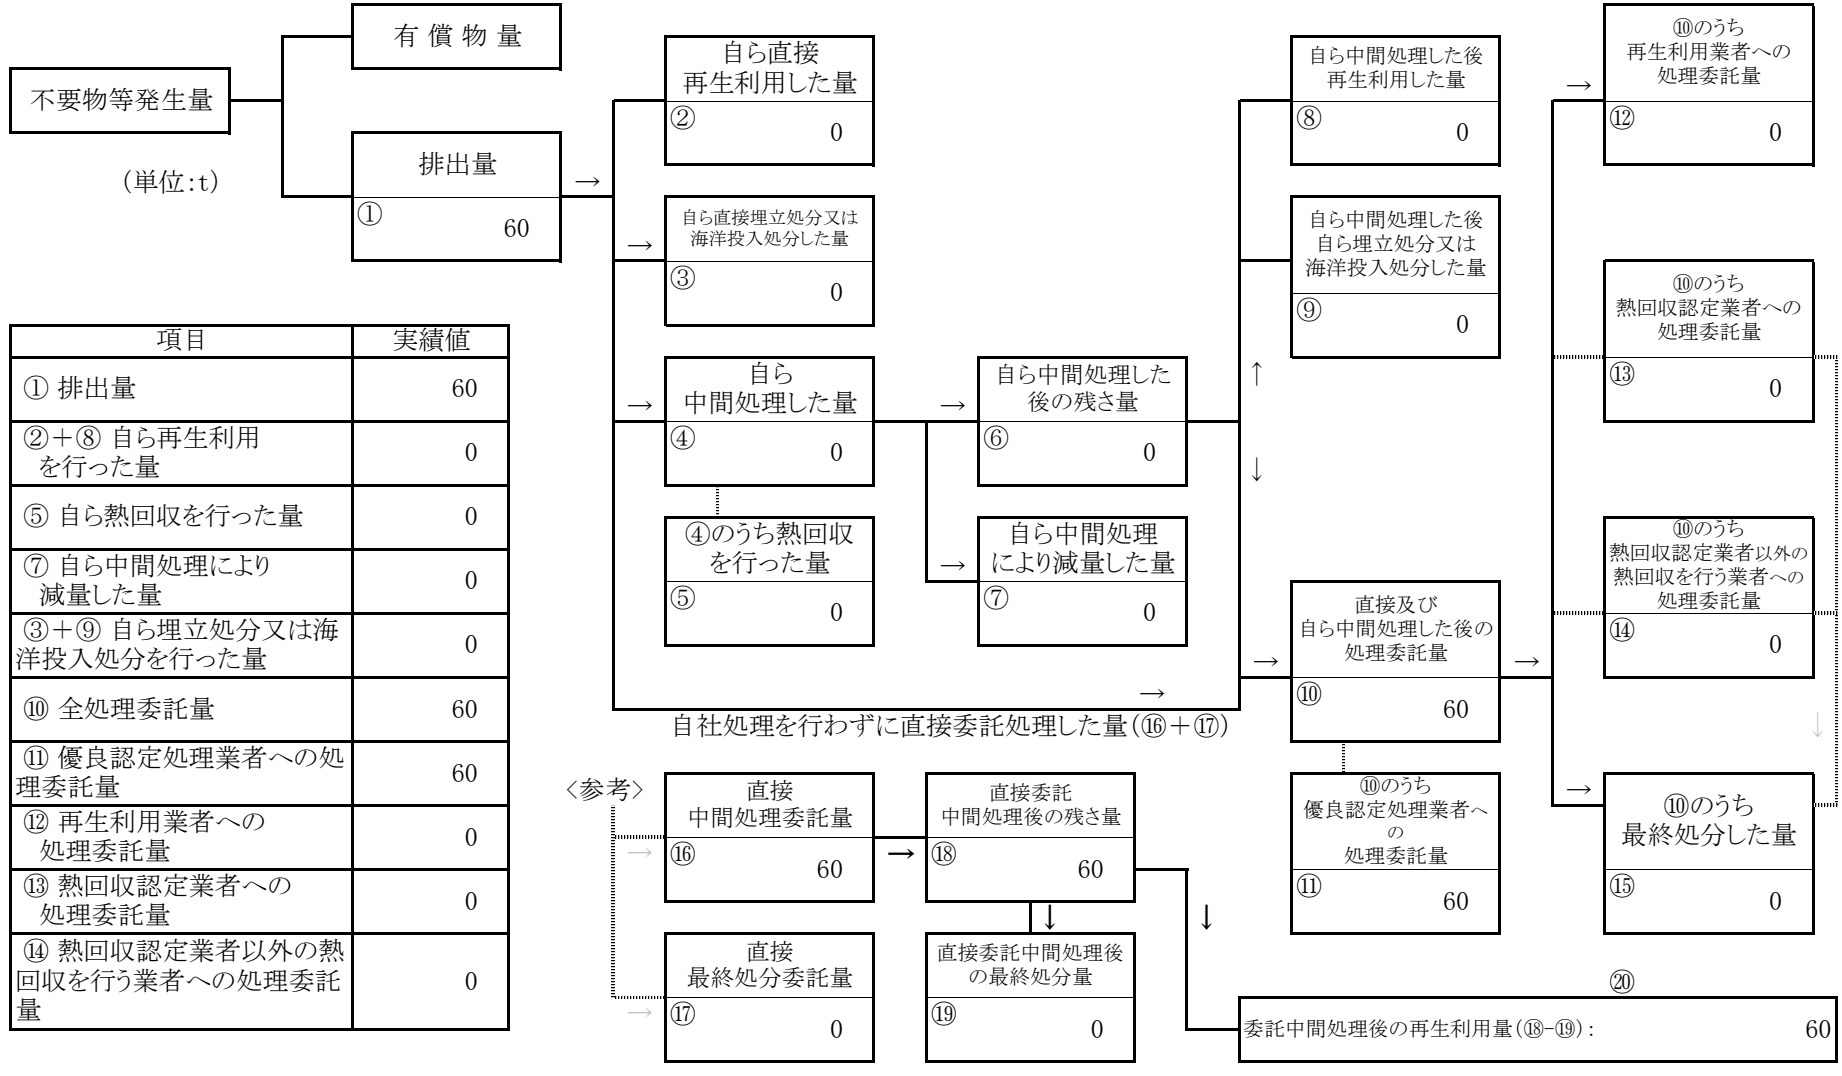 不要物等発生量
(単位:t)
有 償 物 量
排出量
①
60
→
自ら直接
再生利用した量
②
0
→
自ら直接埋立処分又は
海洋投入処分した量
③
0
→
自ら
中間処理した量
④
0
④のうち熱回収
を行った量
⑤
0
→
自ら中間処理した
後の残さ量
⑥
0
→
自ら中間処理
により減量した量
⑦
0
自ら中間処理した後
再生利用した量
⑧
0
自ら中間処理した後
自ら埋立処分又は
海洋投入処分した量
⑨
0
↑
↓
→
自社処理を行わずに直接委託処理した量(⑯+⑰)
→
直接及び
自ら中間処理した後の
処理委託量
⑩
60
⑩のうち
優良認定処理業者へ
の
処理委託量
⑪
60
→
→
⑩のうち
再生利用業者への
処理委託量
⑫
0
⑩のうち
熱回収認定業者への
処理委託量
⑬
0
⑩のうち
熱回収認定業者以外の
熱回収を行う業者への
処理委託量
⑭
0
↓
→
⑩のうち
最終処分した量
⑮
0
項目 実績値
① 排出量 60
②+⑧ 自ら再生利用
を行った量 0
⑤ 自ら熱回収を行った量 0
⑦ 自ら中間処理により
減量した量 0
③+⑨ 自ら埋立処分又は海
洋投入処分を行った量 0
⑩ 全処理委託量 60
⑪ 優良認定処理業者への処
理委託量 60
⑫ 再生利用業者への
処理委託量 0
⑬ 熱回収認定業者への
処理委託量 0
⑭ 熱回収認定業者以外の熱
回収を行う業者への処理委託
量 0
<参考>
→
直接
中間処理委託量
⑯
60
→
直接委託
中間処理後の残さ量
⑱
60
↓
↓
→
直接
最終処分委託量
⑰
0
直接委託中間処理後
の最終処分量
⑲
0
⑳
委託中間処理後の再生利用量(⑱-⑲): 60